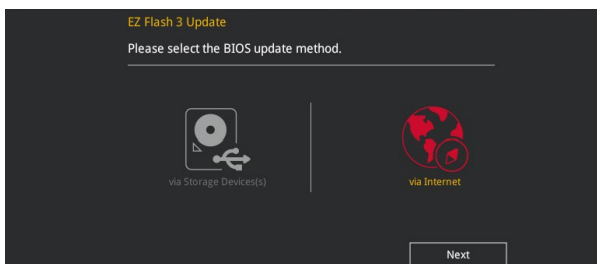 EZ Flash 3 Update
Please select the BIOS update method.
via Storage Devices(s)
via Internet
Next